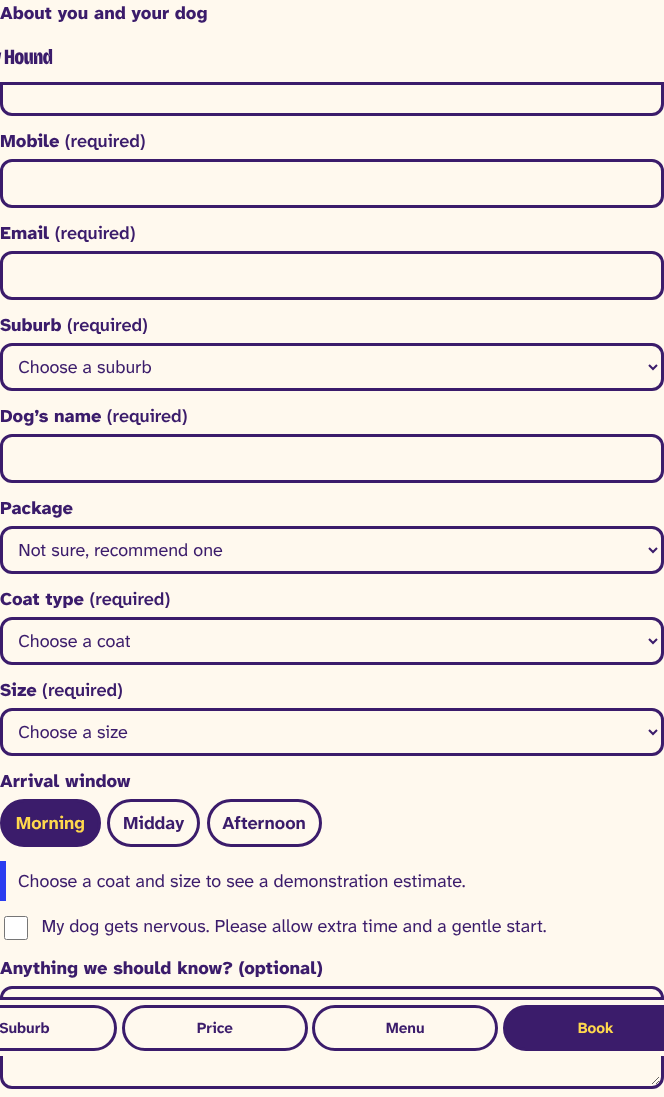 About you and your dog
Hound
Mobile (required)
Email (required)
Suburb (required)
Choose a suburb
Dog’s name (required)
Package
Not sure, recommend one
Coat type (required)
Choose a coat
Size (required)
Choose a size
Arrival window
Morning Midday Afternoon
Choose a coat and size to see a demonstration estimate.
My dog gets nervous. Please allow extra time and a gentle start.
Anything we should know? (optional)
Suburb Price Menu Book